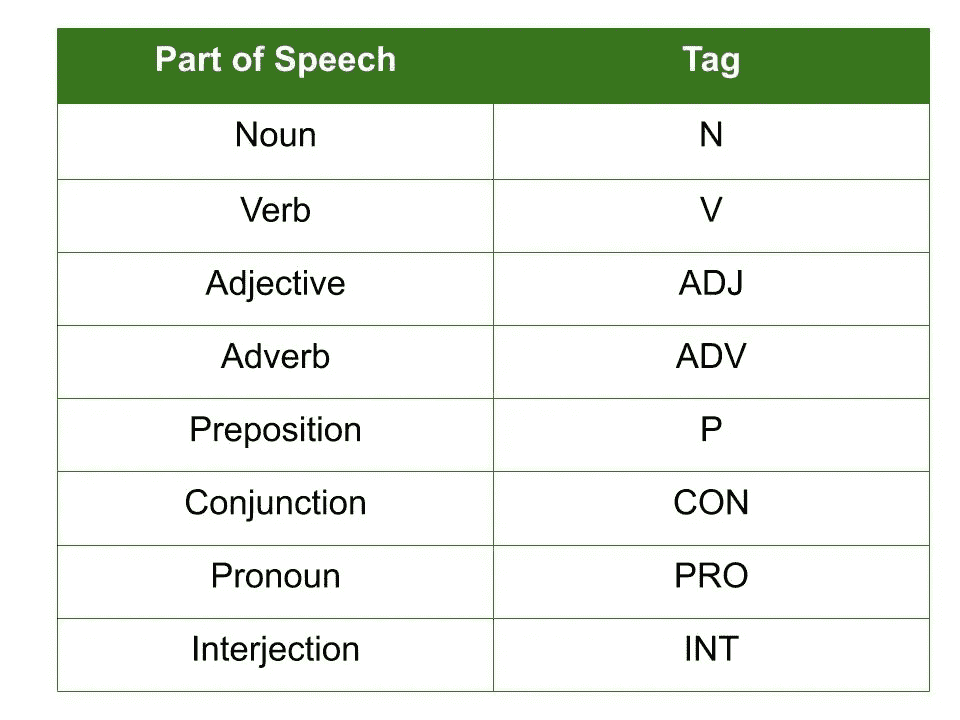 Part of Speech Tag
Noun N
Verb V
Adjective ADJ
Adverb ADV
Preposition P
Conjunction CON
Pronoun PRO
Interjection INT